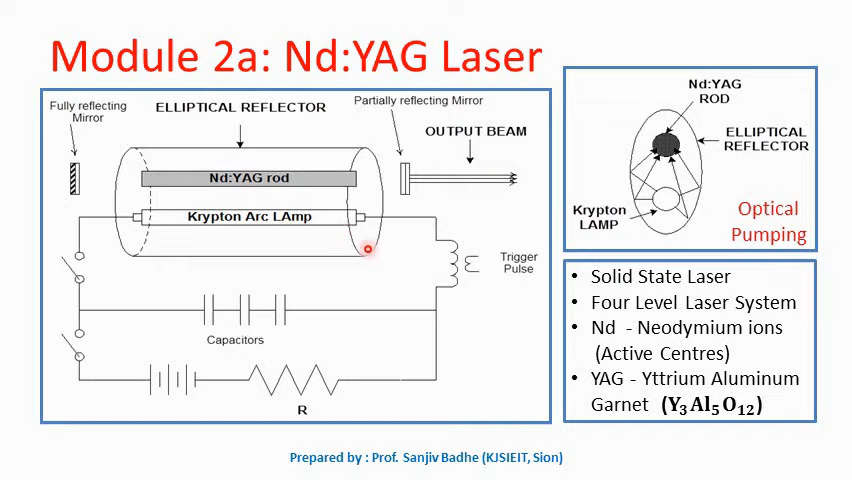 Module 2a: Nd:YAG Laser
Fully reflecting
Mirror
ELLIPTICAL REFLECTOR
Partially reflecting Mirror
OUTPUT BEAM
Nd:YAG rod
Krypton Arc LAmp
Trigger
Pulse
Capacitors
R
Nd:YAG
ROD
ELLIPTICAL
REFLECTOR
Krypton
LAMP
Optical
Pumping
• Solid State Laser
• Four Level Laser System
• Nd - Neodymium ions
(Active Centres)
• YAG - Yttrium Aluminum
Garnet (Y₃Al₅O₁₂)
Prepared by : Prof. Sanjiv Badhe (KJSIEIT, Sion)